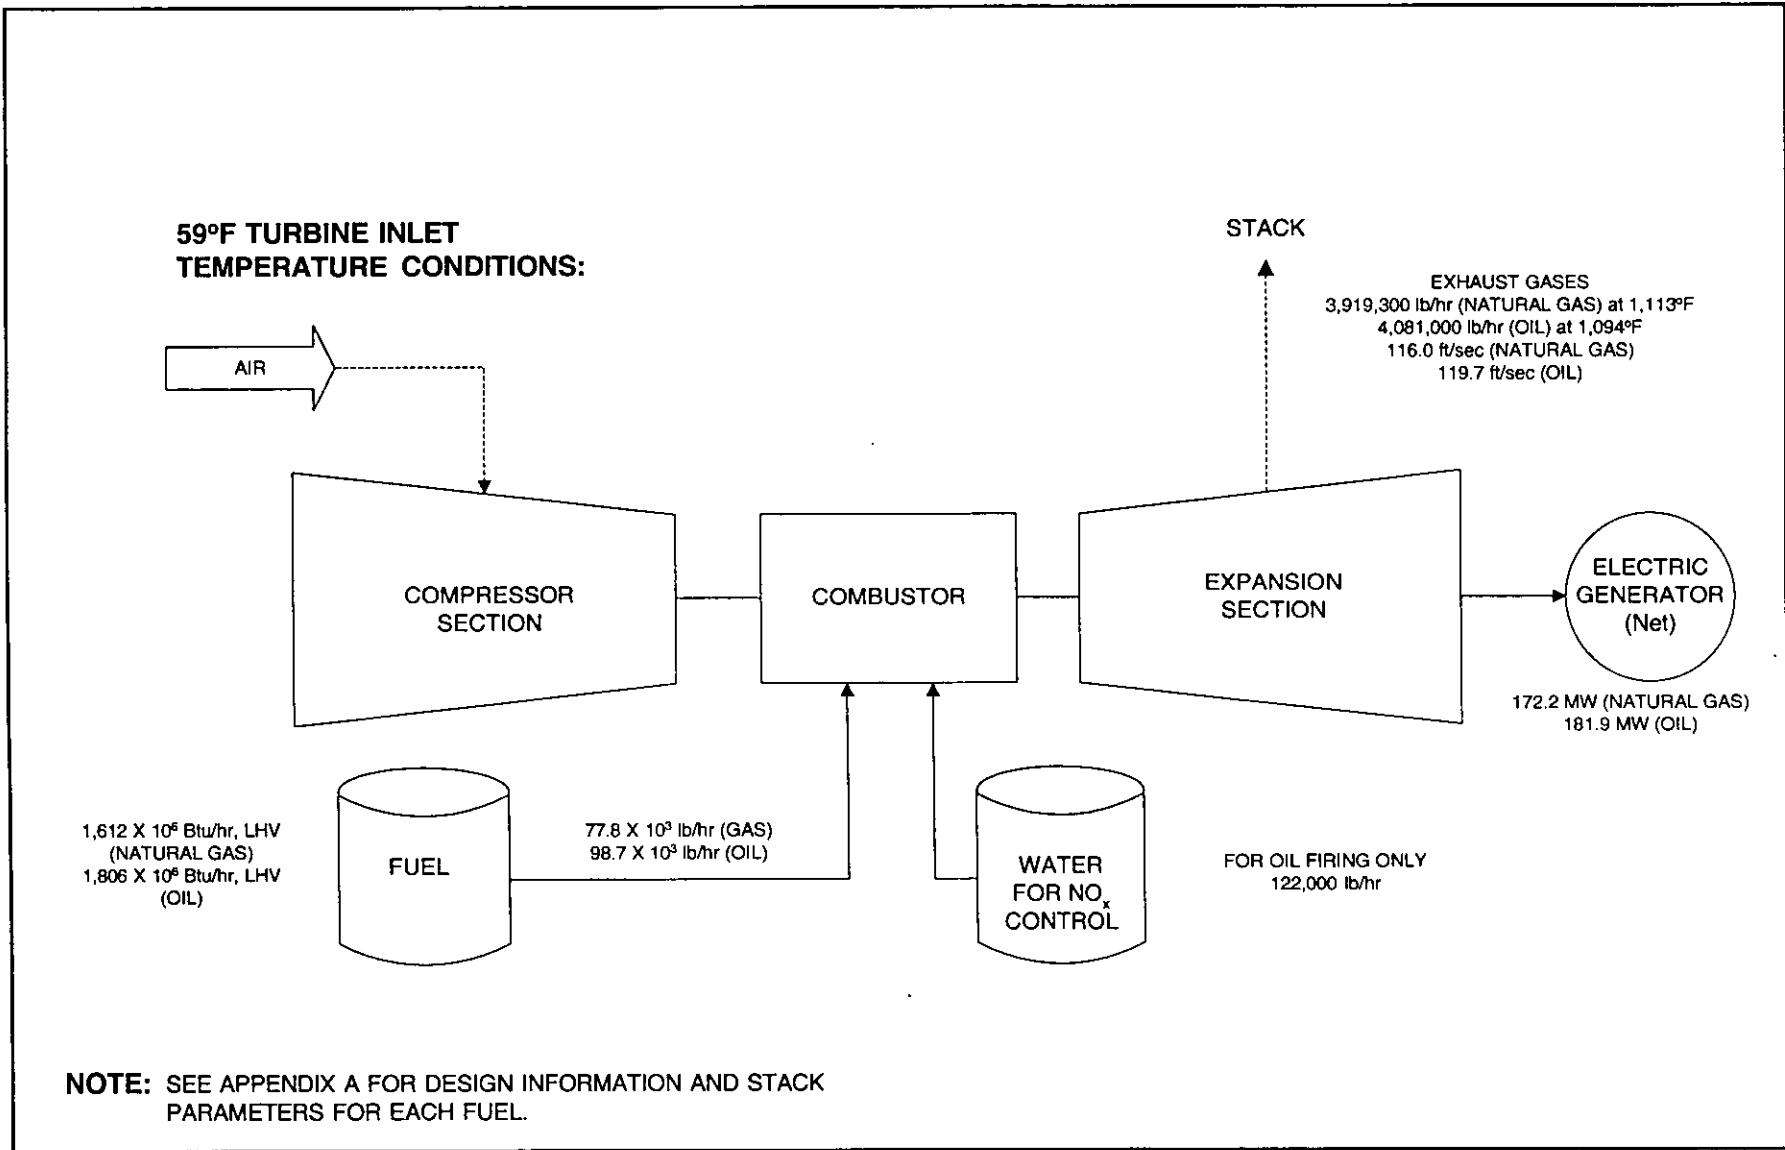 59ºF TURBINE INLET
TEMPERATURE CONDITIONS:
AIR
STACK
EXHAUST GASES
3,919,300 lb/hr (NATURAL GAS) at 1,113ºF
4,081,000 lb/hr (OIL) at 1,094ºF
116.0 ft/sec (NATURAL GAS)
119.7 ft/sec (OIL)
COMPRESSOR
SECTION
COMBUSTOR
EXPANSION
SECTION
ELECTRIC
GENERATOR
(Net)
172.2 MW (NATURAL GAS)
181.9 MW (OIL)
1,612 X 10⁶ Btu/hr, LHV
(NATURAL GAS)
1,806 X 10⁶ Btu/hr, LHV
(OIL)
FUEL
77.8 X 10³ lb/hr (GAS)
98.7 X 10³ lb/hr (OIL)
WATER
FOR NOₓ
CONTROL
FOR OIL FIRING ONLY
122,000 lb/hr
NOTE: SEE APPENDIX A FOR DESIGN INFORMATION AND STACK
PARAMETERS FOR EACH FUEL.